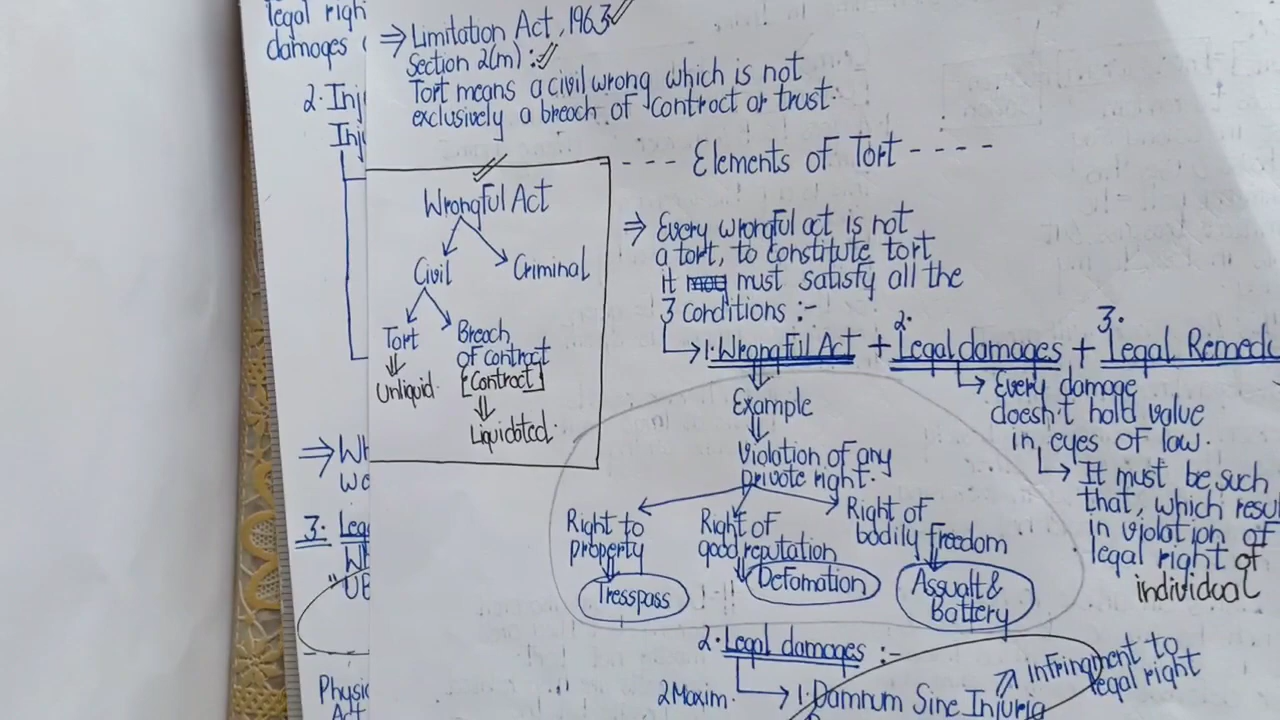 legal righ
damages
2. Inj
Inj
⇒ Wh
3. Leg
Wh
"UB
Physic
Act
⇒ Limitation Act, 1963
Section 2(m) :
Tort means a civil wrong which is not
exclusively a breach of contract or trust.
--- Elements of Tort ----
Wrongful Act
Civil
Criminal
Tort
Breach
of contract
[Contract]
Unliquid.
Liquidated.
⇒ Every wrongful act is not
a tort, to constitute tort
it must satisfy all the
3 conditions :-
1. Wrongful Act + 2. Legal damages + 3. Legal Remed
Example
Violation of any
private right.
Right to
property
Tresspass
Right of
good reputation
Defamation
Right of
bodily freedom
Assualt &
Battery
Every damage
doesn't hold value
in eyes of law.
It must be such
that, which resul
in violation of
legal right of
individual
2. Legal damages :-
2 Maxim.
1. Damnum Sine Injuria
infringment to
legal right